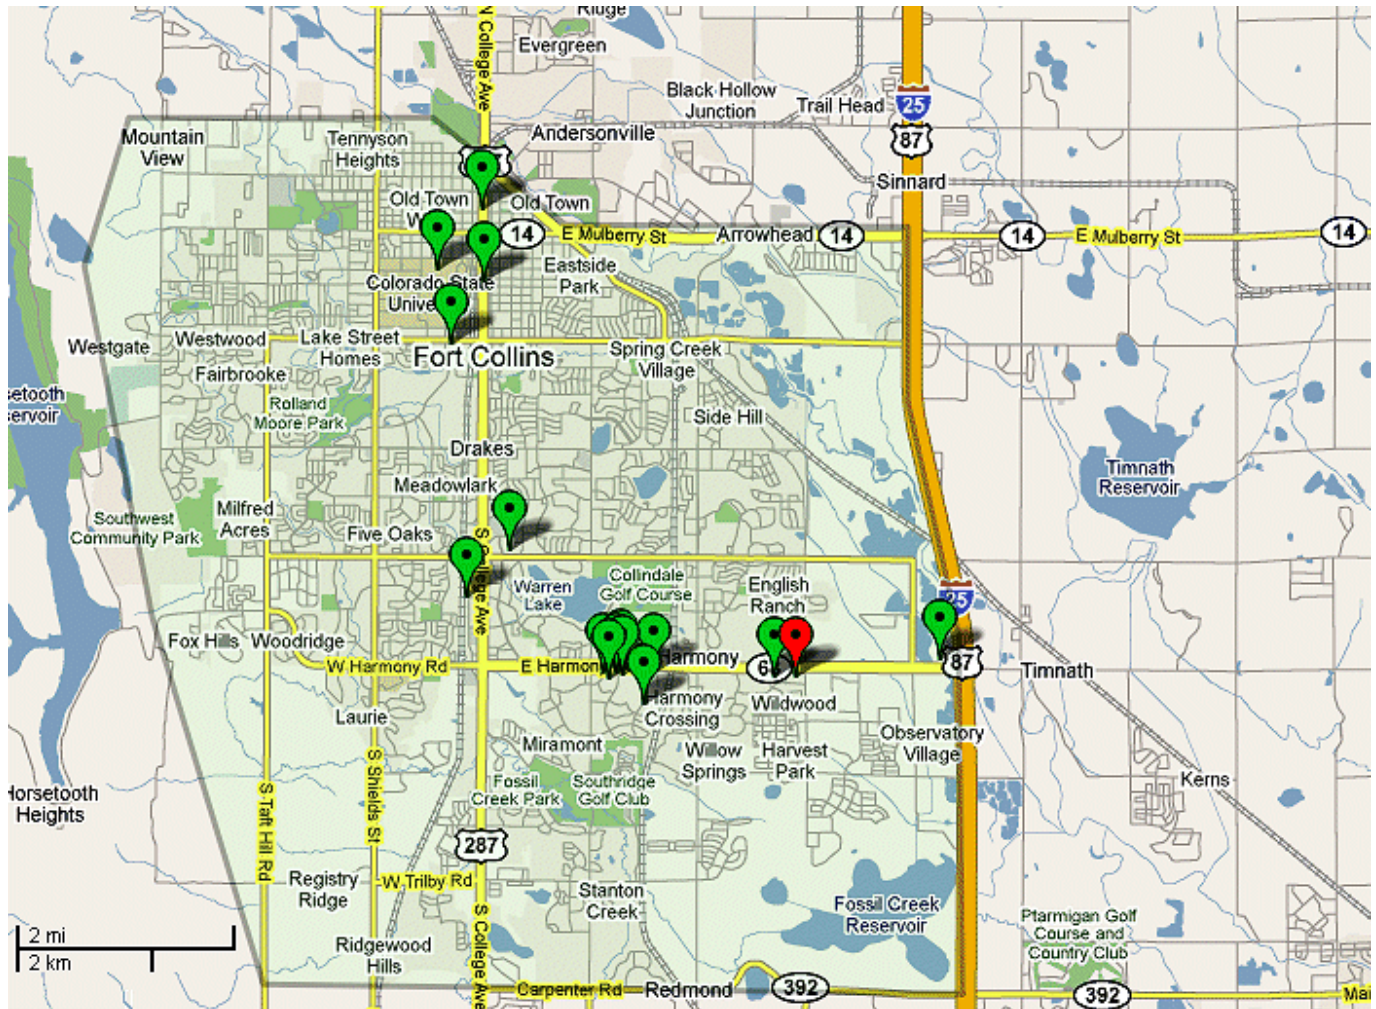 Ridge
N College Ave
Evergreen
Black Hollow
Junction
Trail Head
25
87
Mountain
View
Tennyson
Heights
Andersonville
Sinnard
Old Town
Old Town
14
E Mulberry St
Arrowhead
14
14
E Mulberry St
14
Eastside
Park
Colorado State
Westgate
Westwood
Lake Street
Homes
Fort Collins
Spring Creek
Village
Fairbrooke
Rolland
Moore Park
setooth
ervoir
Side Hill
Drakes
Meadowlark
Timnath
Reservoir
Southwest
Community Park
Milfred
Acres
Five Oaks
S College Ave
Warren
Lake
Collindale
Golf Course
English
Ranch
25
Fox Hills
Woodridge
W Harmony Rd
E Harmony
Harmony
87
Timnath
Harmony
Crossing
Wildwood
Laurie
Miramont
Willow
Springs
Harvest
Park
Observatory
Village
S Shields St
S Taft Hill Rd
Fossil
Creek Park
Southridge
Golf Club
Kerns
Horsetooth
Heights
287
Registry
Ridge
W Trilby Rd
Stanton
Creek
Fossil Creek
Reservoir
S College Ave
Ptarmigan Golf
Course and
Country Club
2 mi
2 km
Ridgewood
Hills
Carpenter Rd
Redmond
392
392
Mai